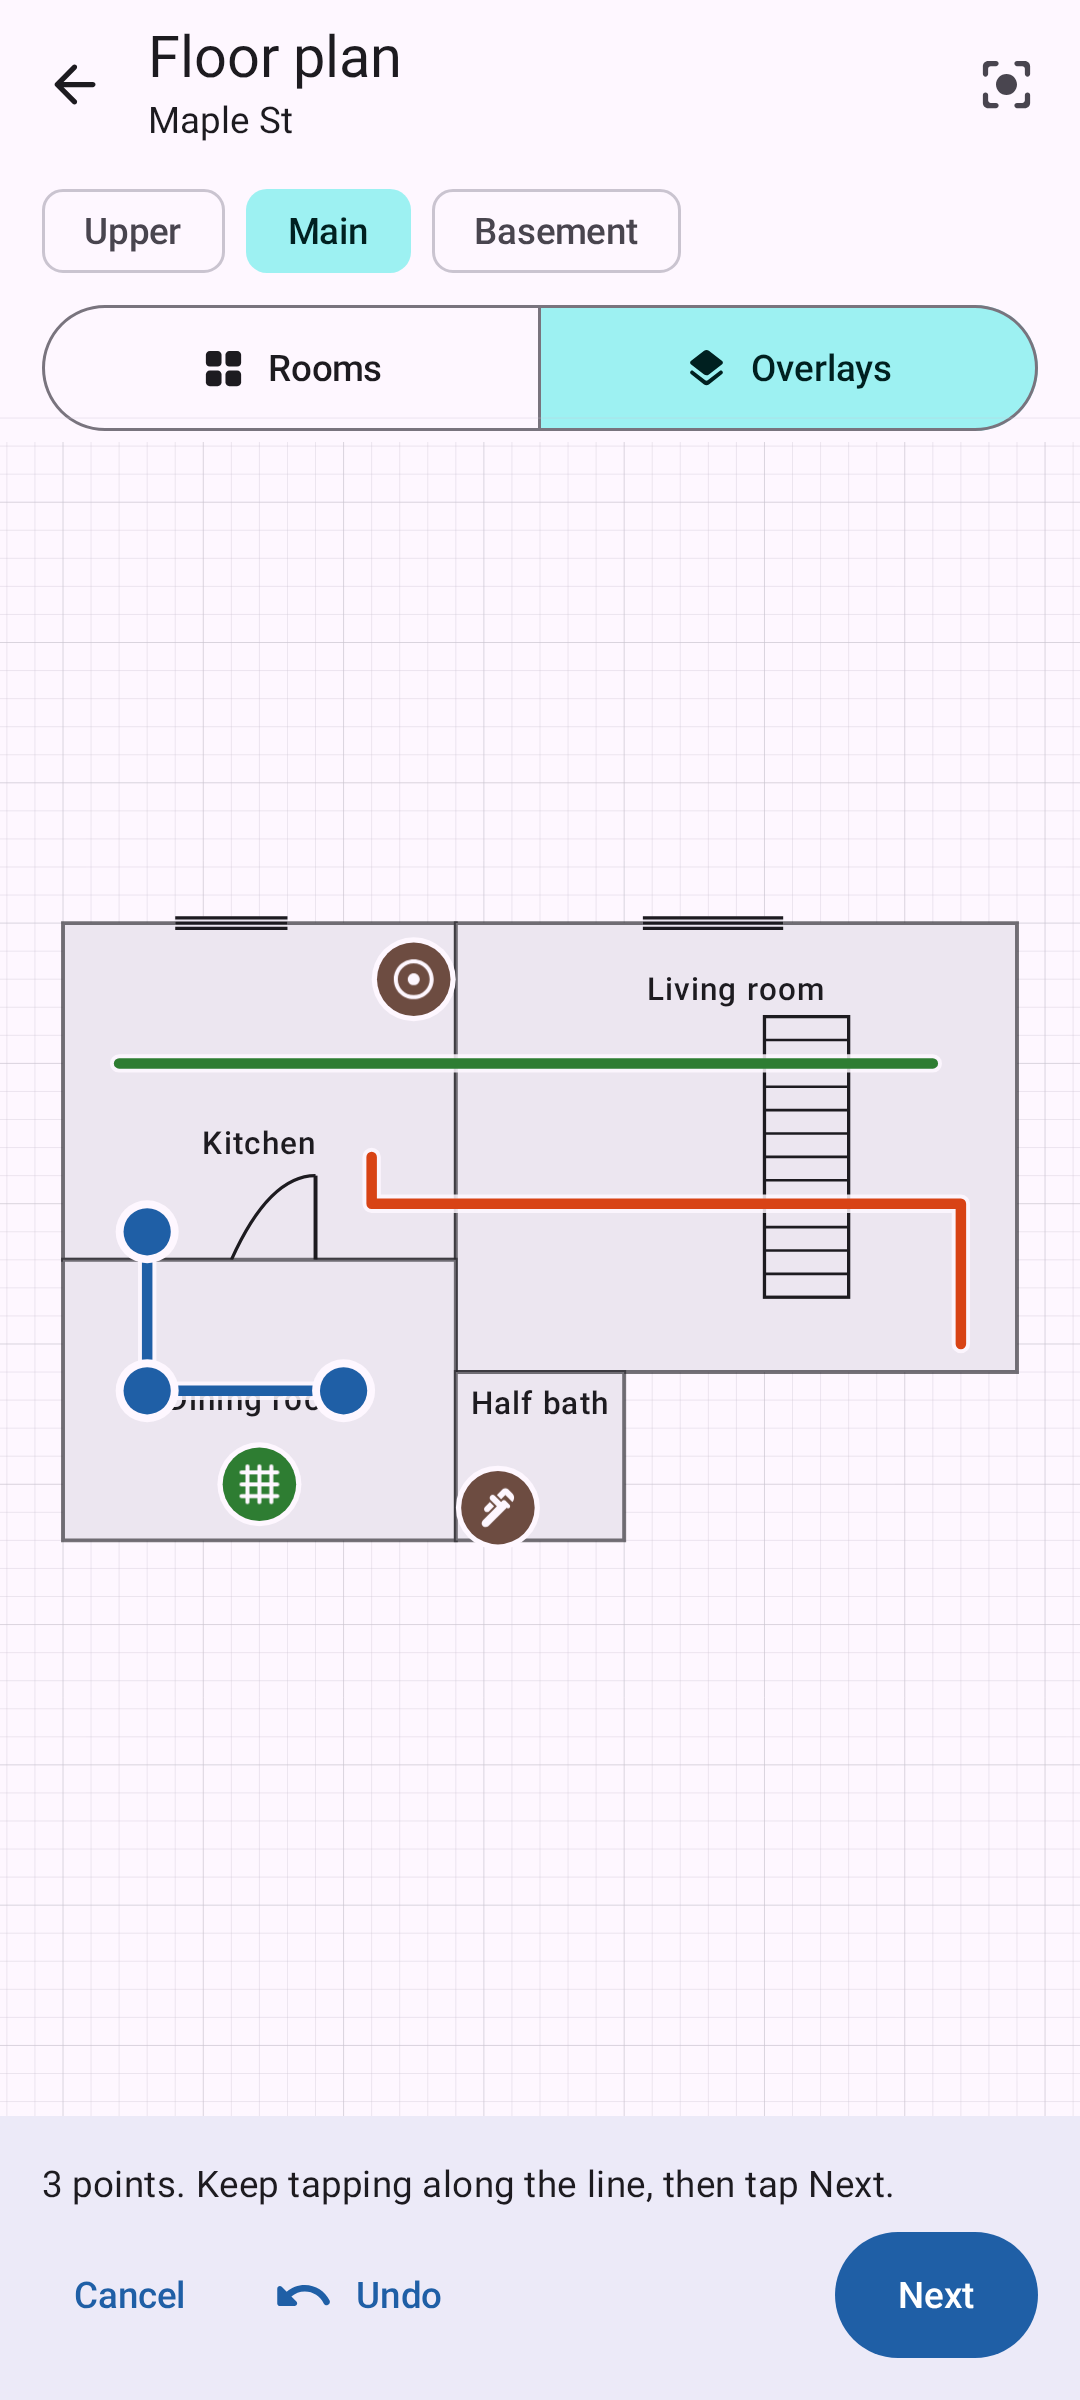 Floor plan
Maple St
Upper
Main
Basement
Rooms
Overlays
Living room
Kitchen
Half bath
3 points. Keep tapping along the line, then tap Next.
Cancel
Undo
Next